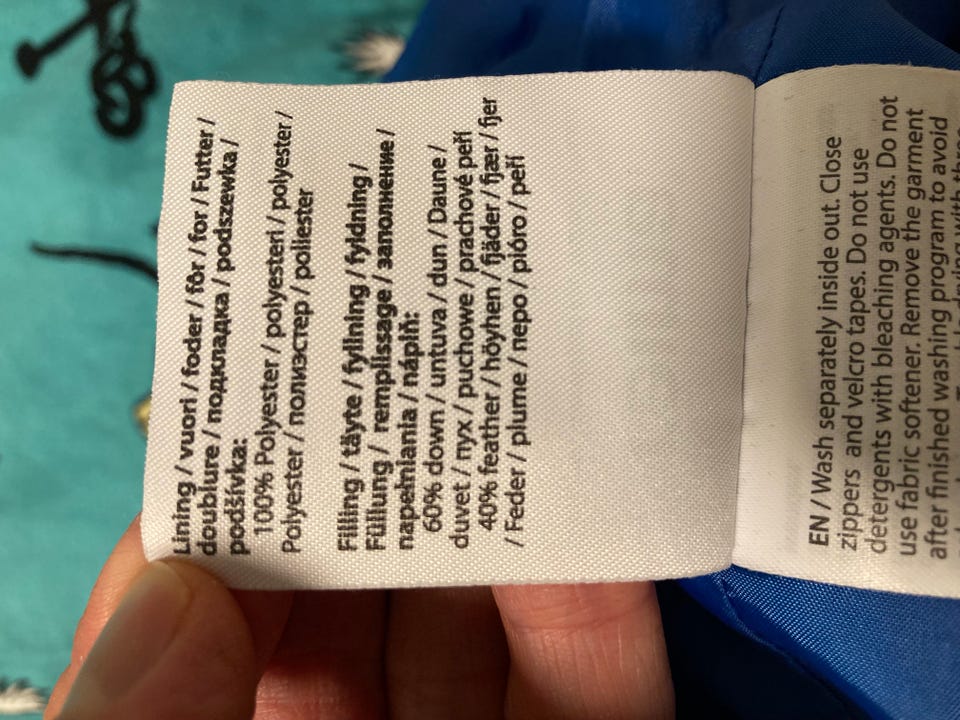 Lining / vuori / foder / fôr / for / Futter /
doublure / подкладка / podszewka /
podšívka:
100% Polyester / polyesteri / polyester /
Polyester / полиэстер / poliester
Filling / täyte / fyllning / fyldning /
Füllung / remplissage / заполнение /
napełniania / náplň:
60% down / untuva / dun / Daune /
duvet / пух / puchowe / prachové peří
40% feather / höyhen / fjäder / fjær / fjer
/ Feder / plume / перо / pióro / peří
EN / Wash separately inside out. Close
zippers and velcro tapes. Do not use
detergents with bleaching agents. Do not
use fabric softener. Remove the garment
after finished washing program to avoid
drying with three